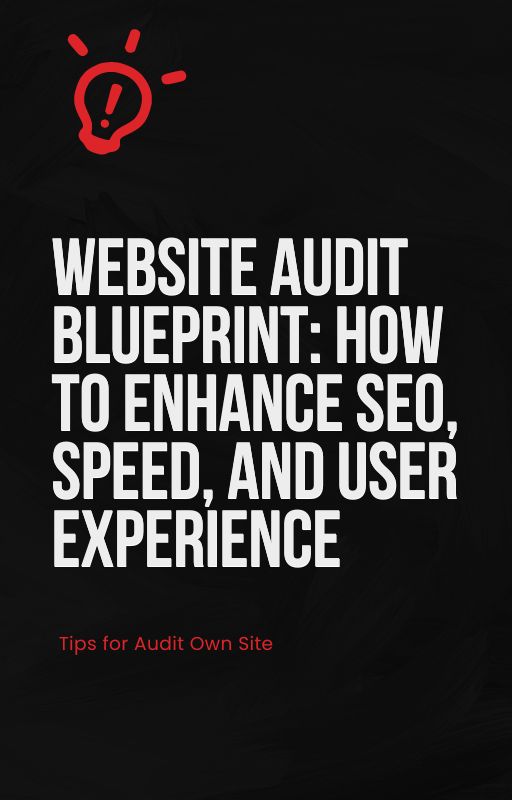 WEBSITE AUDIT
BLUEPRINT: HOW
TO ENHANCE SEO,
SPEED, AND USER
EXPERIENCE
Tips for Audit Own Site